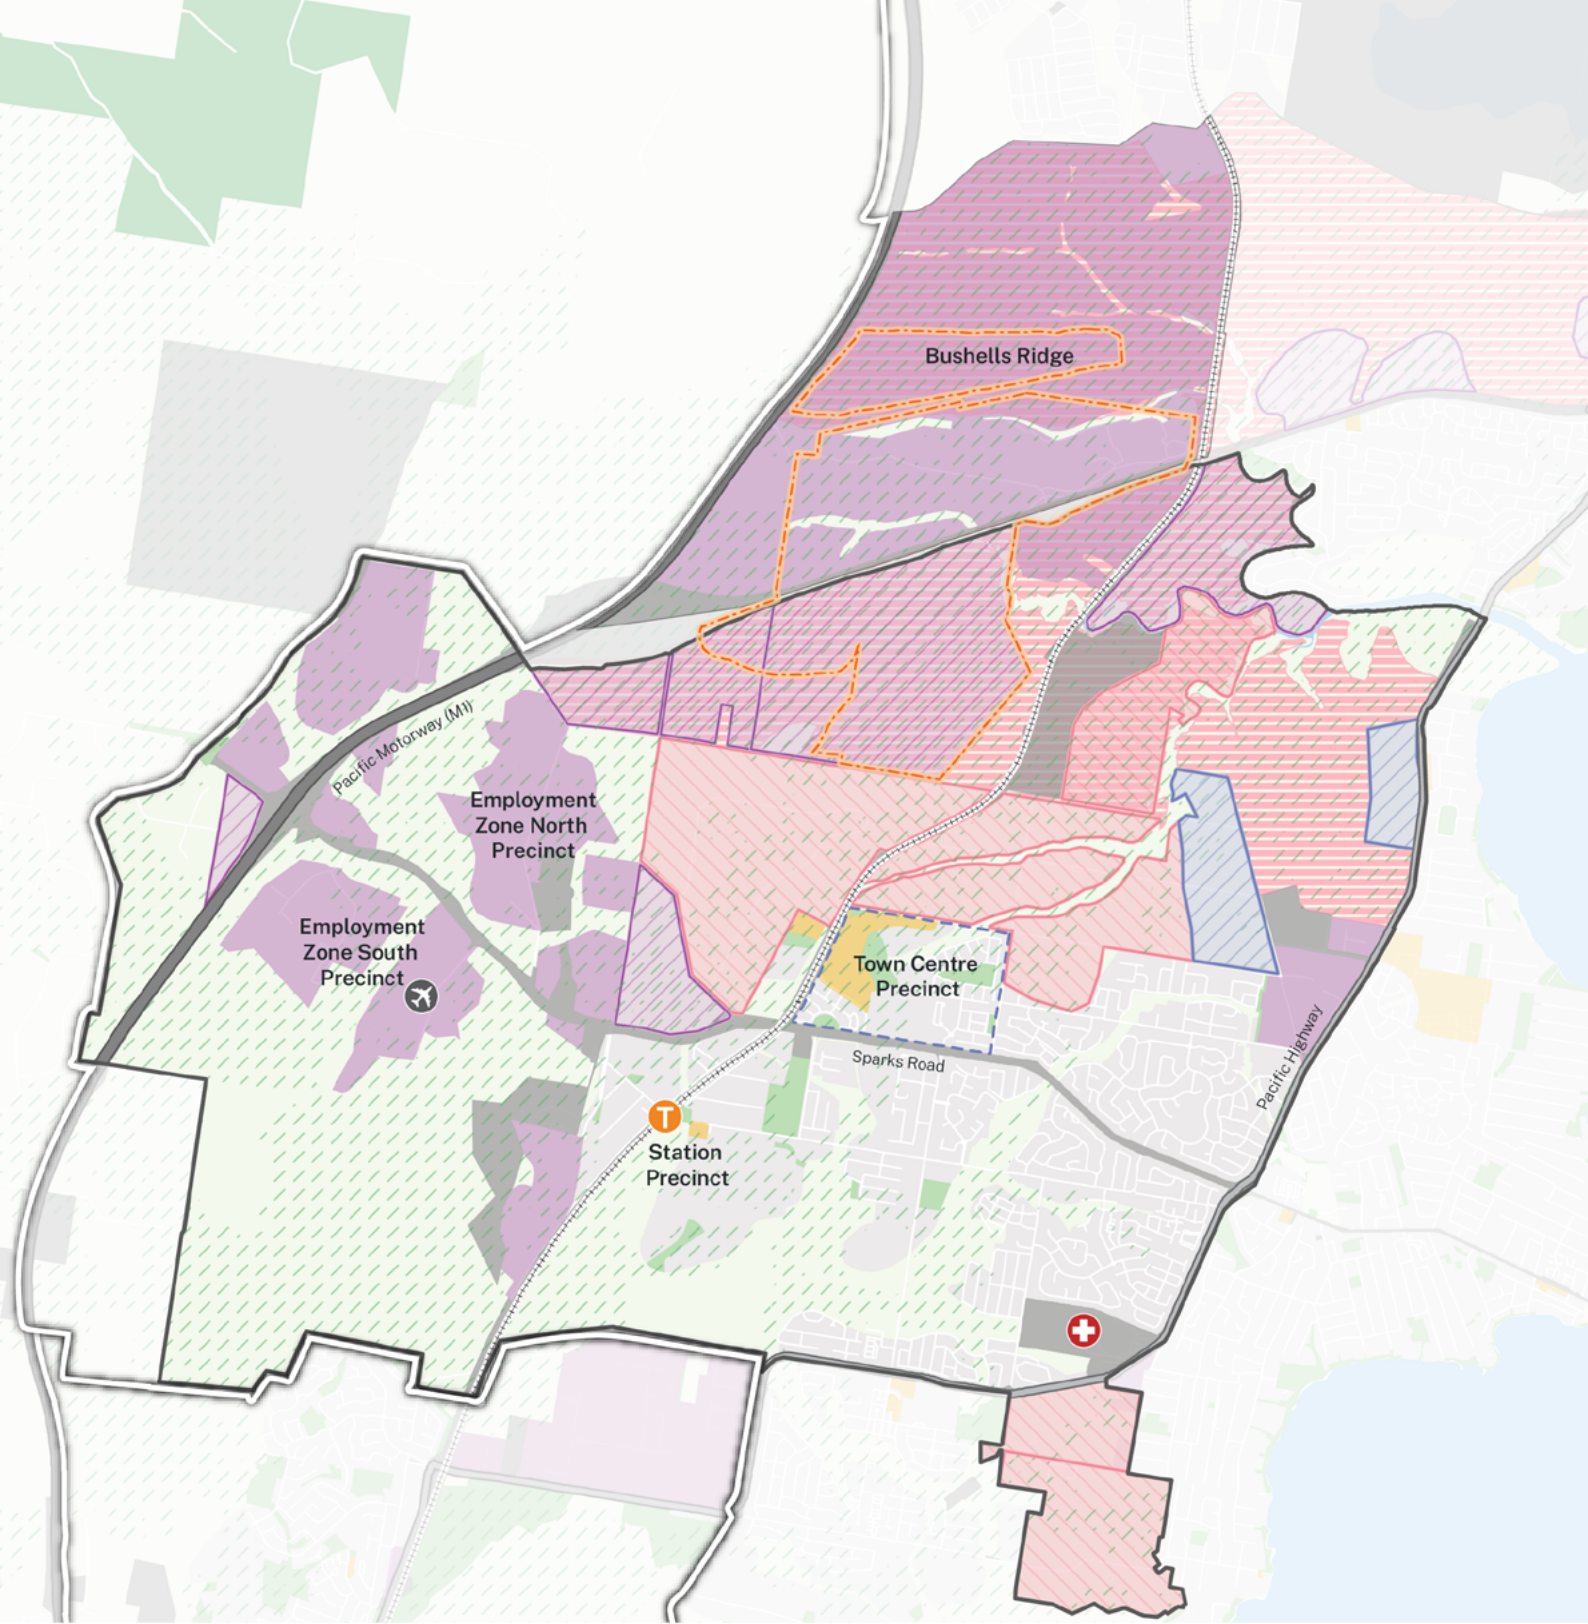 Bushells Ridge
Pacific Motorway (M1)
Employment
Zone North
Precinct
Employment
Zone South
Precinct
Town Centre
Precinct
Sparks Road
Pacific Highway
T
Station
Precinct